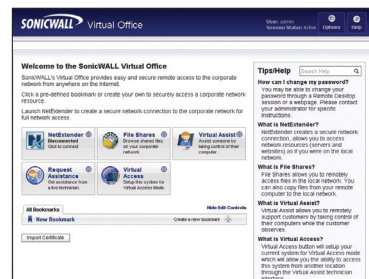 SONICWALL Virtual Office
User: admin
Session Status: Active
Options
Help
Welcome to the SonicWALL Virtual Office
SonicWALL's Virtual Office provides easy and secure remote access to the corporate
network from anywhere on the Internet.
Click a pre-defined bookmark or create your own to securely access a corporate network
resource.
Launch NetExtender to create a secure network connection to the corporate network for
full network access.
NetExtender
Disconnected
Click to connect
File Shares
Browse shared files
on your corporate
network.
Virtual Assist
Assist someone by
taking control of their
computer
Request
Assistance
Get assistance from
a live technician.
Virtual
Access
Setup this system for
Virtual Access Mode
All Bookmarks
Hide Edit Controls
New Bookmark
Create a new bookmark
Import Certificate
Tips/Help
Search Help
How can I change my password?
You may be able to change your
password through a Remote Desktop
session or a webpage. Please contact
your administrator for specific
instructions.
What is NetExtender?
NetExtender creates a secure network
connection, allows you to access
network resources (servers and
websites) as if you were on the local
network.
What is File Shares?
File Shares allows you to remotely
access files in the local network. You
can also copy files from your remote
computer to the local network.
What is Virtual Assist?
Virtual Assist allows you to remotely
support customers by taking control of
their computers while the customer
observes.
What is Virtual Access?
Virtual Access button will setup your
current system for Virtual Access mode
which will allow you the ability to access
this system from another location
through the Virtual Assist technician
interface.